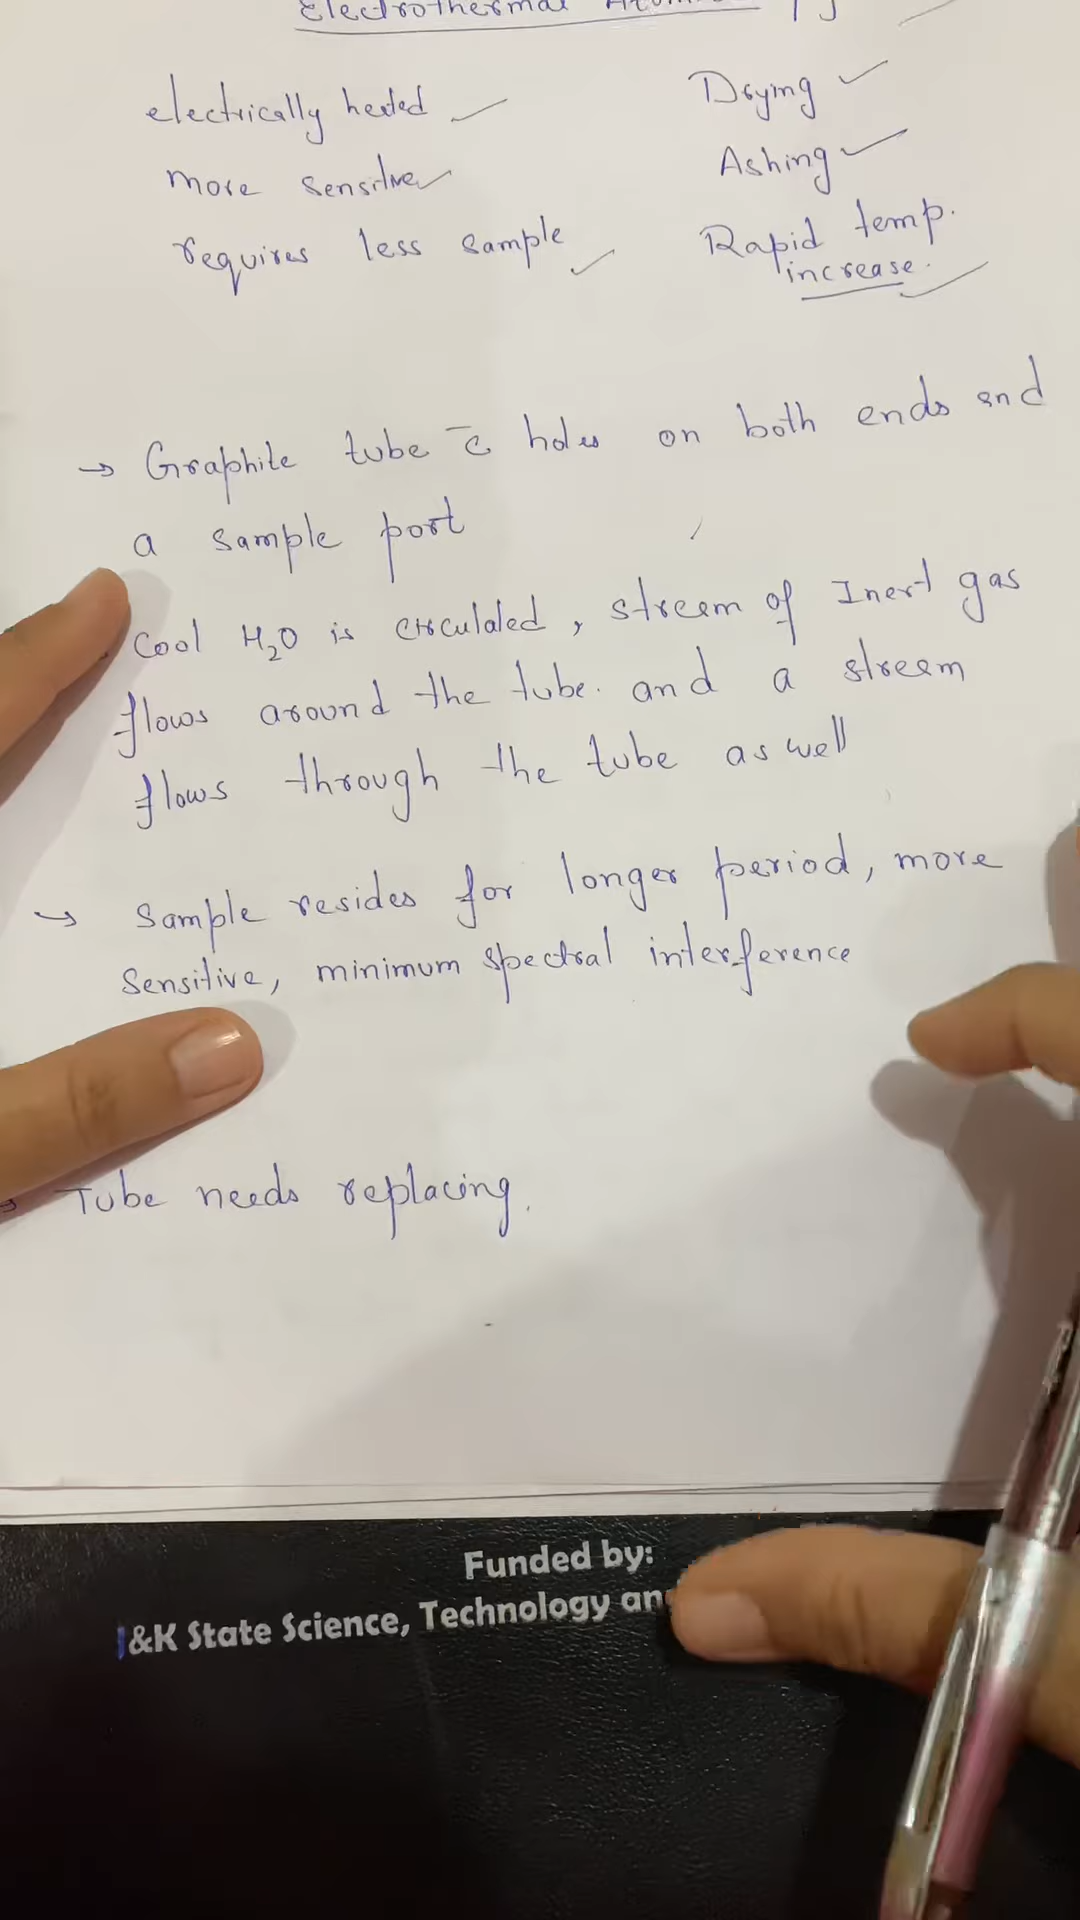 Electrothermal
electrically heated
more sensitive
requires less sample
Drying
Ashing
Rapid temp.
increase.
→ Graphite tube c̄ holes on both ends and
a sample port
Cool H₂O is circulated, stream of Inert gas
flows around the tube. and a stream
flows through the tube as well
→ Sample resides for longer period, more
sensitive, minimum spectral interference
→ Tube needs replacing.
Funded by:
J&K State Science, Technology an